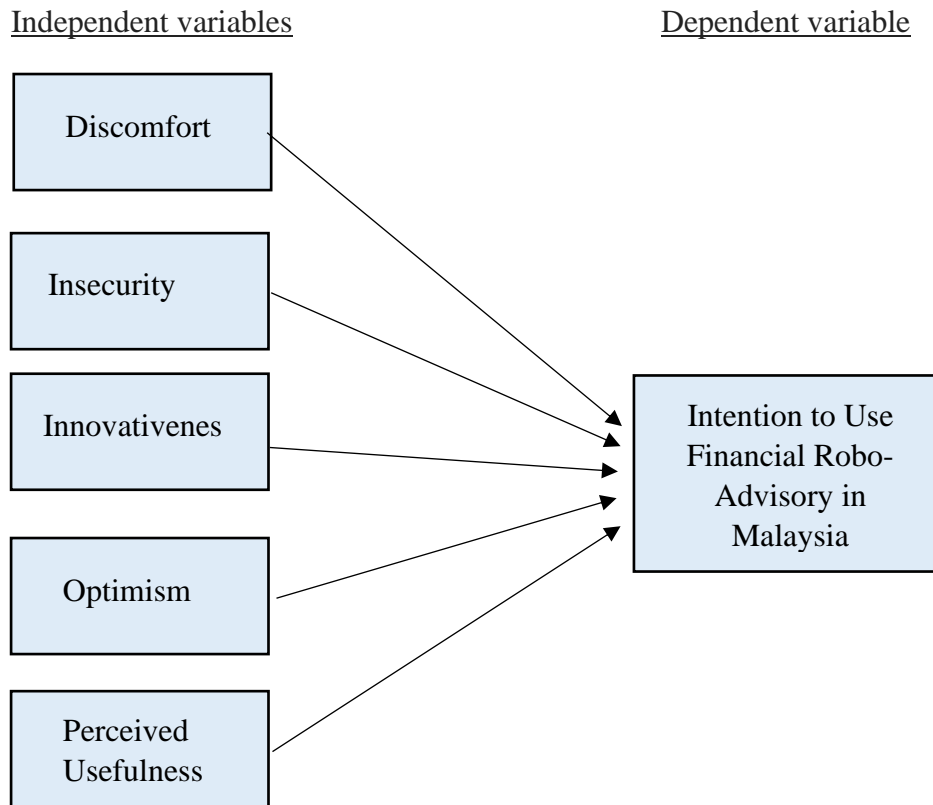 Independent variables
Dependent variable
Discomfort
Insecurity
Innovativenes
Optimism
Perceived
Usefulness
Intention to Use
Financial Robo-
Advisory in
Malaysia